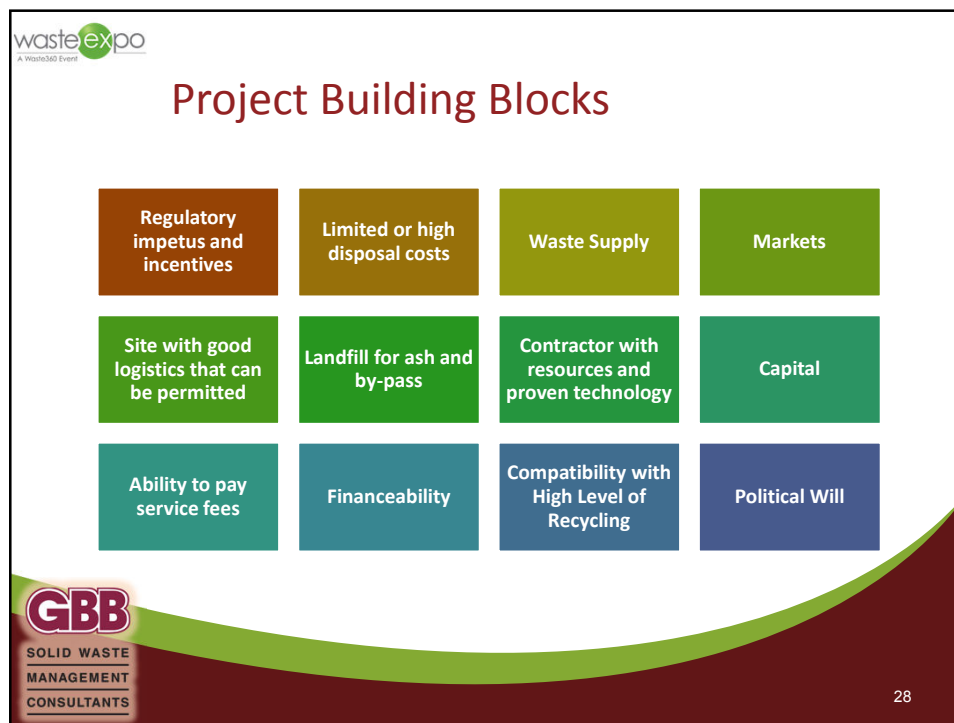 waste expo
A Waste360 Event
Project Building Blocks
Regulatory
impetus and
incentives
Limited or high
disposal costs
Waste Supply
Markets
Site with good
logistics that can
be permitted
Landfill for ash and
by-pass
Contractor with
resources and
proven technology
Capital
Ability to pay
service fees
Financeability
Compatibility with
High Level of
Recycling
Political Will
GBB
SOLID WASTE
MANAGEMENT
CONSULTANTS
28